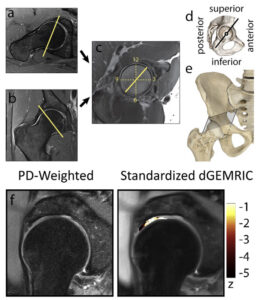 a
b
c
12
9
3
6
d
superior
posterior
anterior
inferior
e
PD-Weighted
Standardized dGEMRIC
f
-1
-2
-3
-4
-5
z